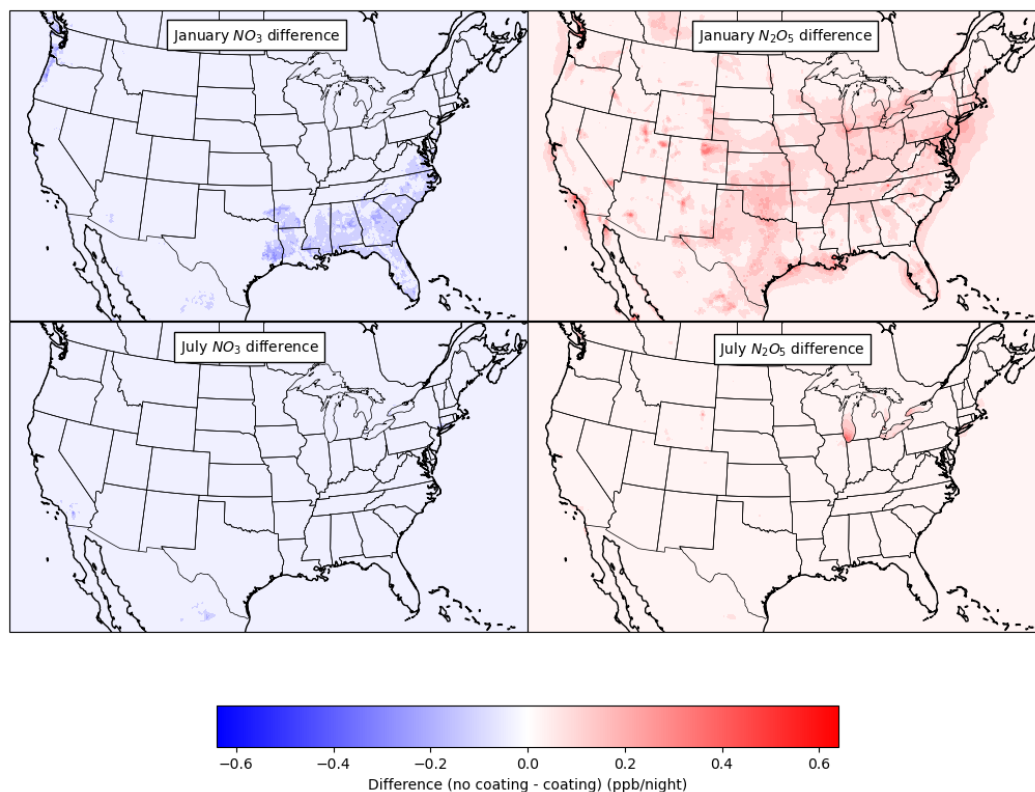 January NO₃ difference
January N₂O₅ difference
July NO₃ difference
July N₂O₅ difference
−0.6 −0.4 −0.2 0.0 0.2 0.4 0.6
Difference (no coating - coating) (ppb/night)